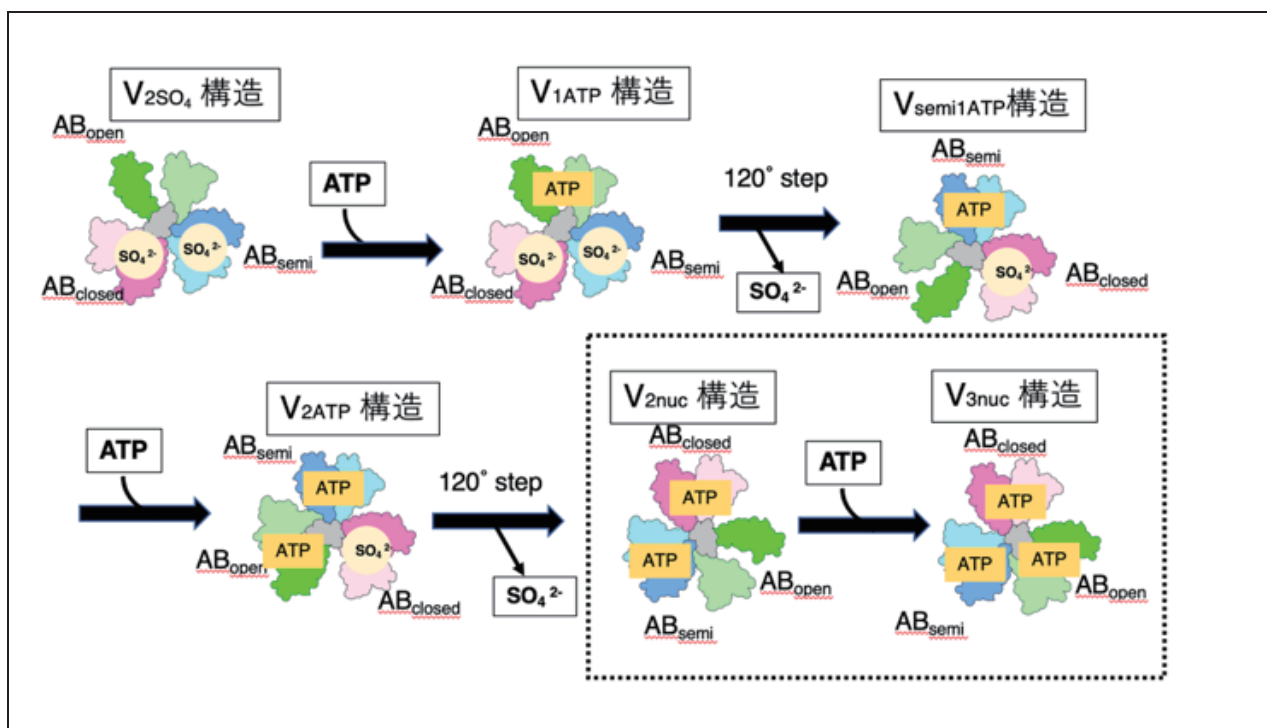 V2SO4 構造
V1ATP 構造
Vsemi1ATP構造
ABopen
ATP
SO4 2-
SO4 2-
ABsemi
ABclosed
ABopen
ATP
SO4 2-
SO4 2-
ABsemi
ABclosed
120° step
SO4 2-
ABsemi
ATP
SO4 2-
ABopen
ABclosed
ATP
V2ATP 構造
ABsemi
ATP
ATP
SO4 2-
ABopen
ABclosed
120° step
SO4 2-
V2nuc 構造
ABclosed
ATP
ATP
ABopen
ABsemi
ATP
V3nuc 構造
ABclosed
ATP
ATP
ATP
ABopen
ABsemi